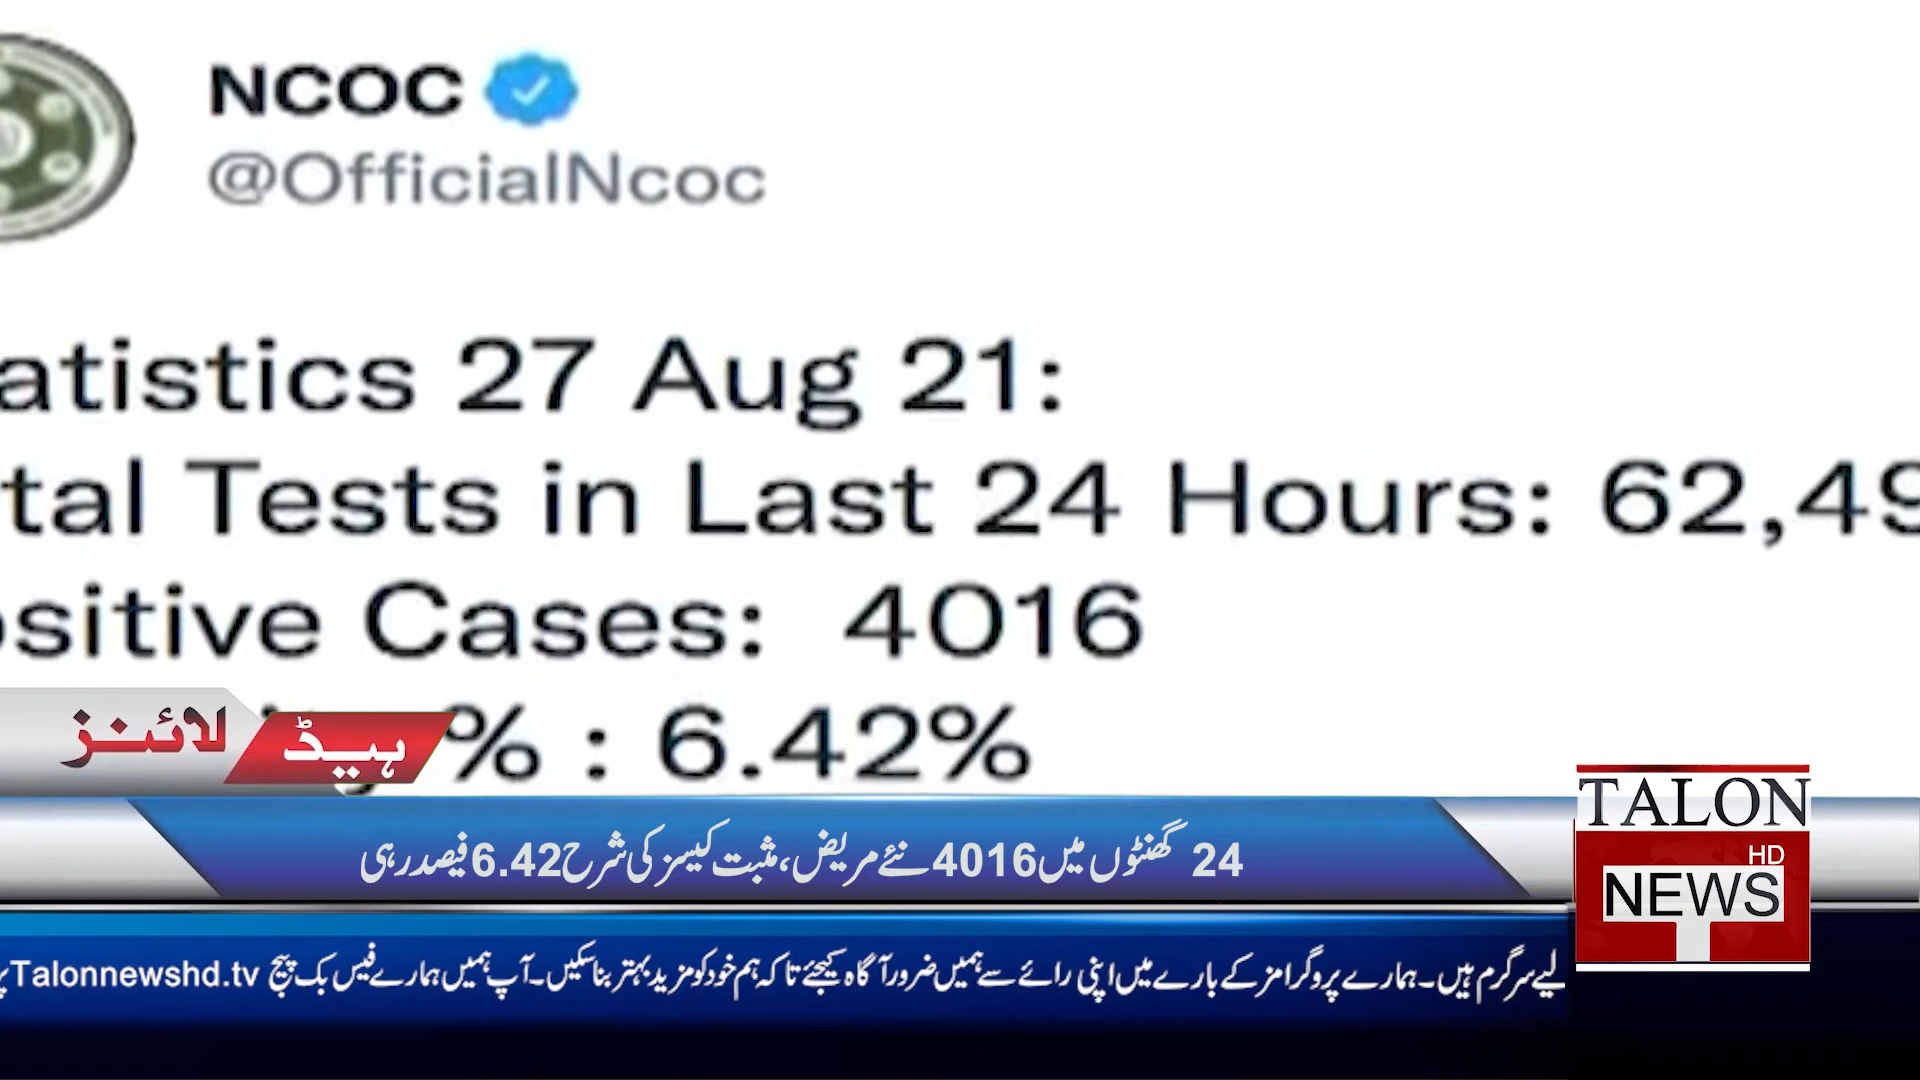 NCOC
@OfficialNcoc
atistics 27 Aug 21:
tal Tests in Last 24 Hours: 62,49
ositive Cases: 4016
% : 6.42%
ہیڈ لائنز
24 گھنٹوں میں 4016 نئے مریض، مثبت کیسز کی شرح 6.42 فیصد رہی
TALON
HD
NEWS
لیے سرگرم ہیں۔ ہمارے پروگرامز کے بارے میں اپنی رائے سے ہمیں ضرور آگاہ کیجئے تاکہ ہم خود کو مزید بہتر بنا سکیں۔ آپ ہمیں ہمارے فیس بک پیج Talonnewshd.tv پر